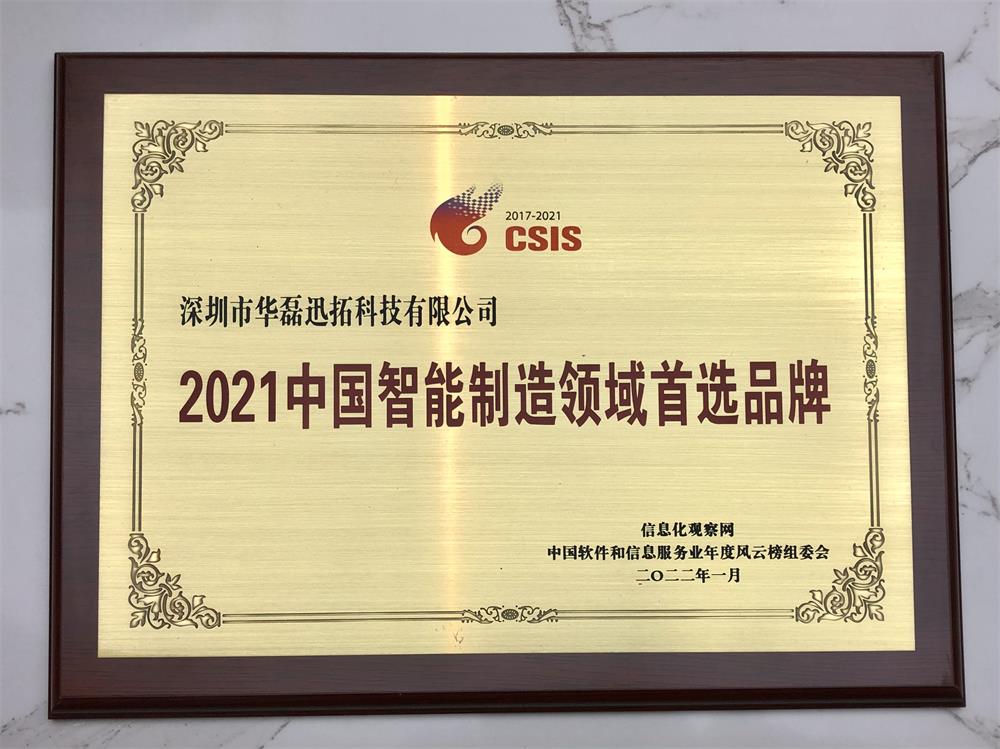 2017-2021
CSIS
深圳市华磊迅拓科技有限公司
2021中国智能制造领域首选品牌
信息化观察网
中国软件和信息服务业年度风云榜组委会
二〇二二年一月